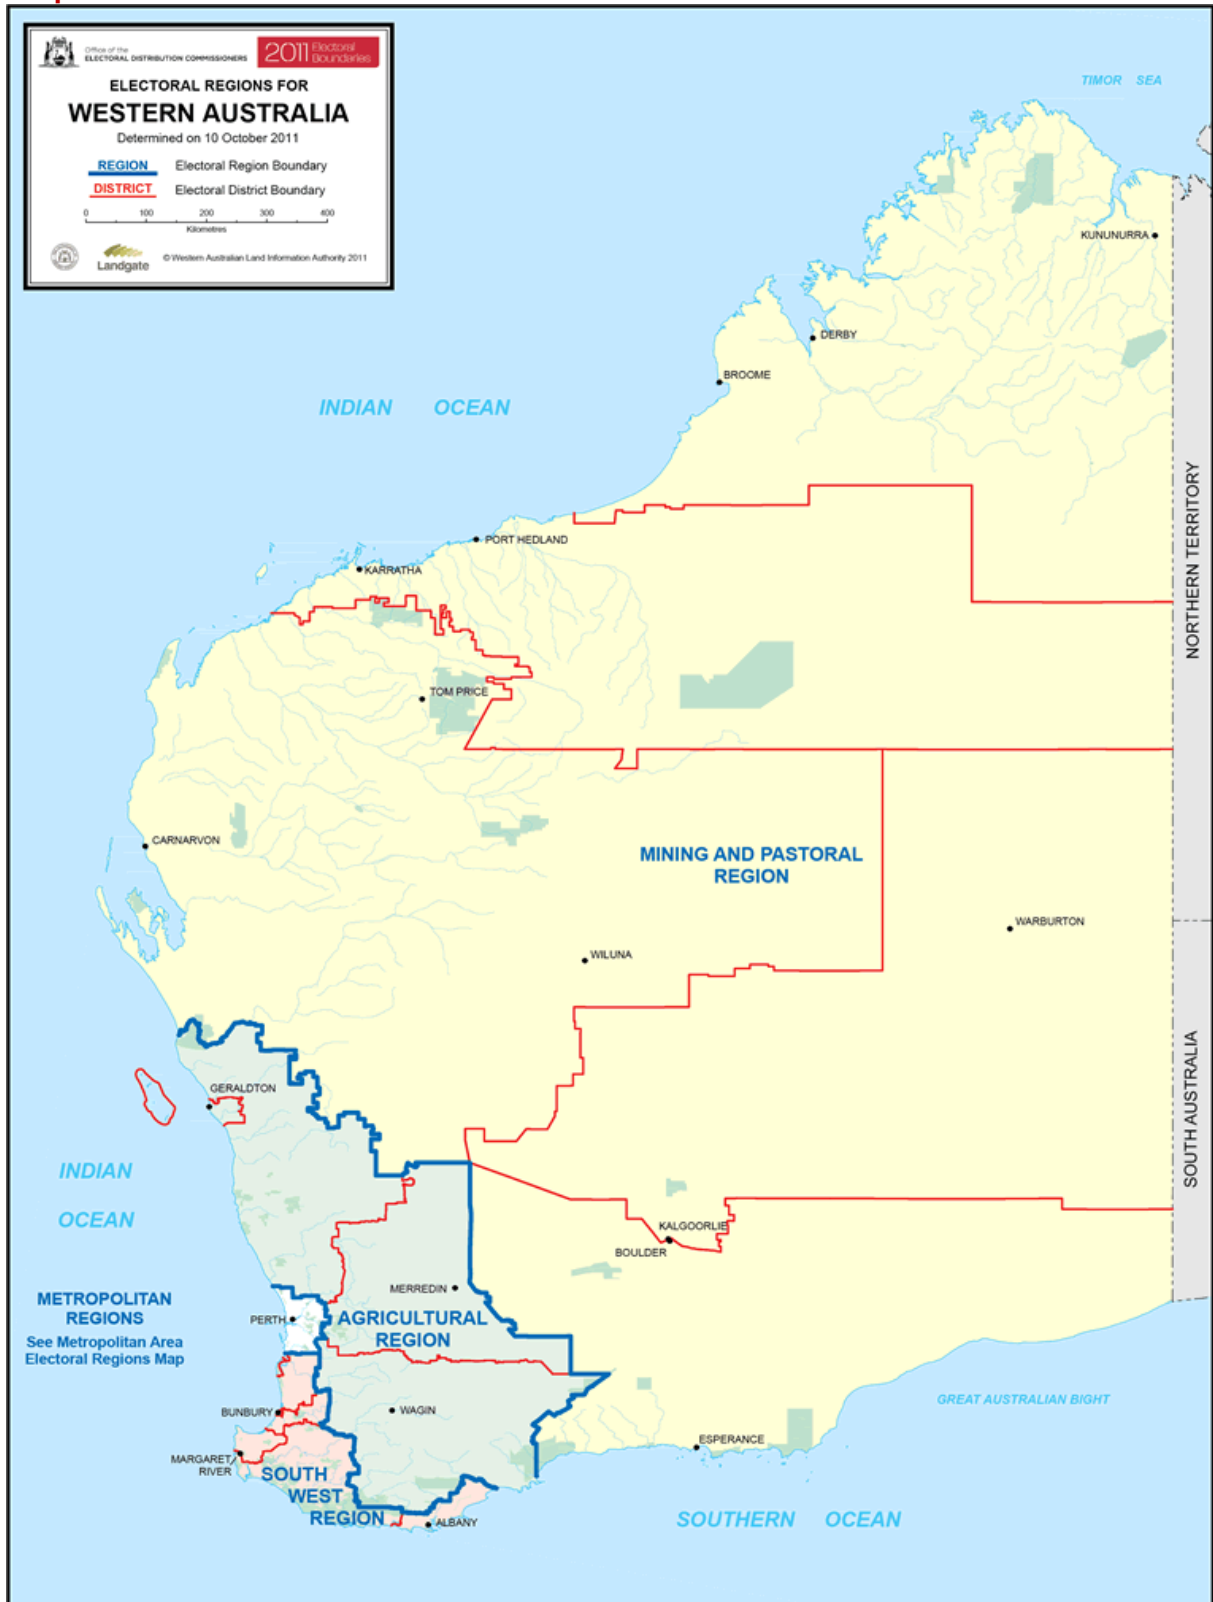 Office of the
ELECTORAL DISTRIBUTION COMMISSIONERS
2011 Electoral
Boundaries
ELECTORAL REGIONS FOR
WESTERN AUSTRALIA
Determined on 10 October 2011
REGION Electoral Region Boundary
DISTRICT Electoral District Boundary
0 100 200 300 400
Kilometres
Landgate
© Western Australian Land Information Authority 2011
TIMOR SEA
KUNUNURRA
DERBY
BROOME
INDIAN OCEAN
NORTHERN TERRITORY
PORT HEDLAND
KARRATHA
TOM PRICE
CARNARVON
MINING AND PASTORAL
REGION
WARBURTON
WILUNA
SOUTH AUSTRALIA
GERALDTON
INDIAN
OCEAN
KALGOORLIE
BOULDER
MERREDIN
METROPOLITAN
REGIONS
See Metropolitan Area
Electoral Regions Map
PERTH
AGRICULTURAL
REGION
GREAT AUSTRALIAN BIGHT
BUNBURY
WAGIN
ESPERANCE
MARGARET
RIVER
SOUTH
WEST
REGION
ALBANY
SOUTHERN OCEAN